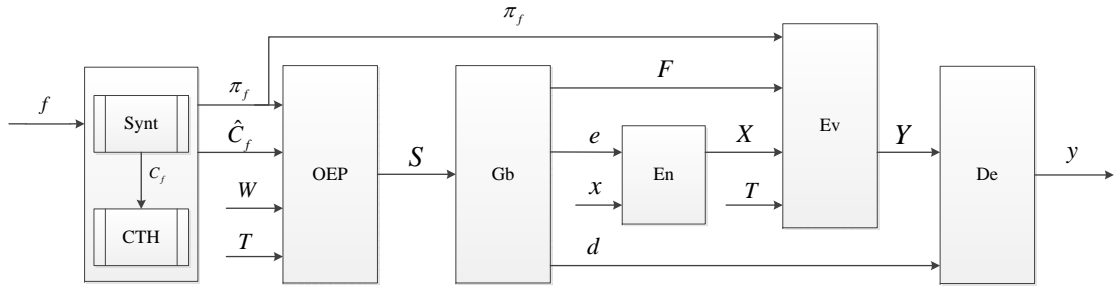 π_f
f
Synt
C_f
CTH
π_f
Ĉ_f
W
T
OEP
S
Gb
F
e
x
d
En
X
T
Ev
Y
De
y